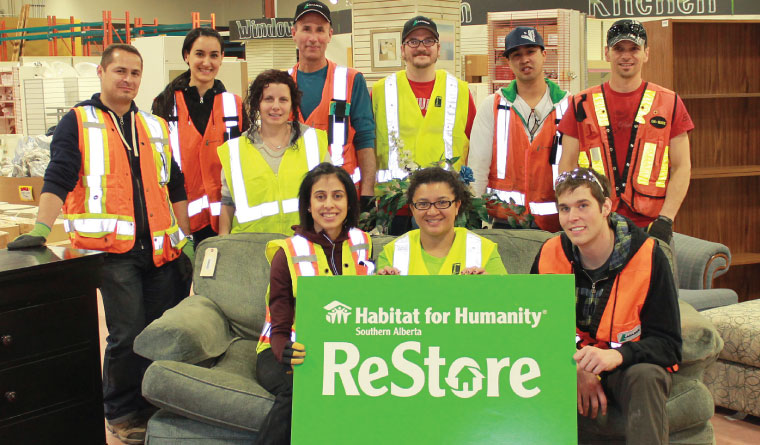 Window
Kitchen
Habitat for Humanity®
Southern Alberta
ReStore